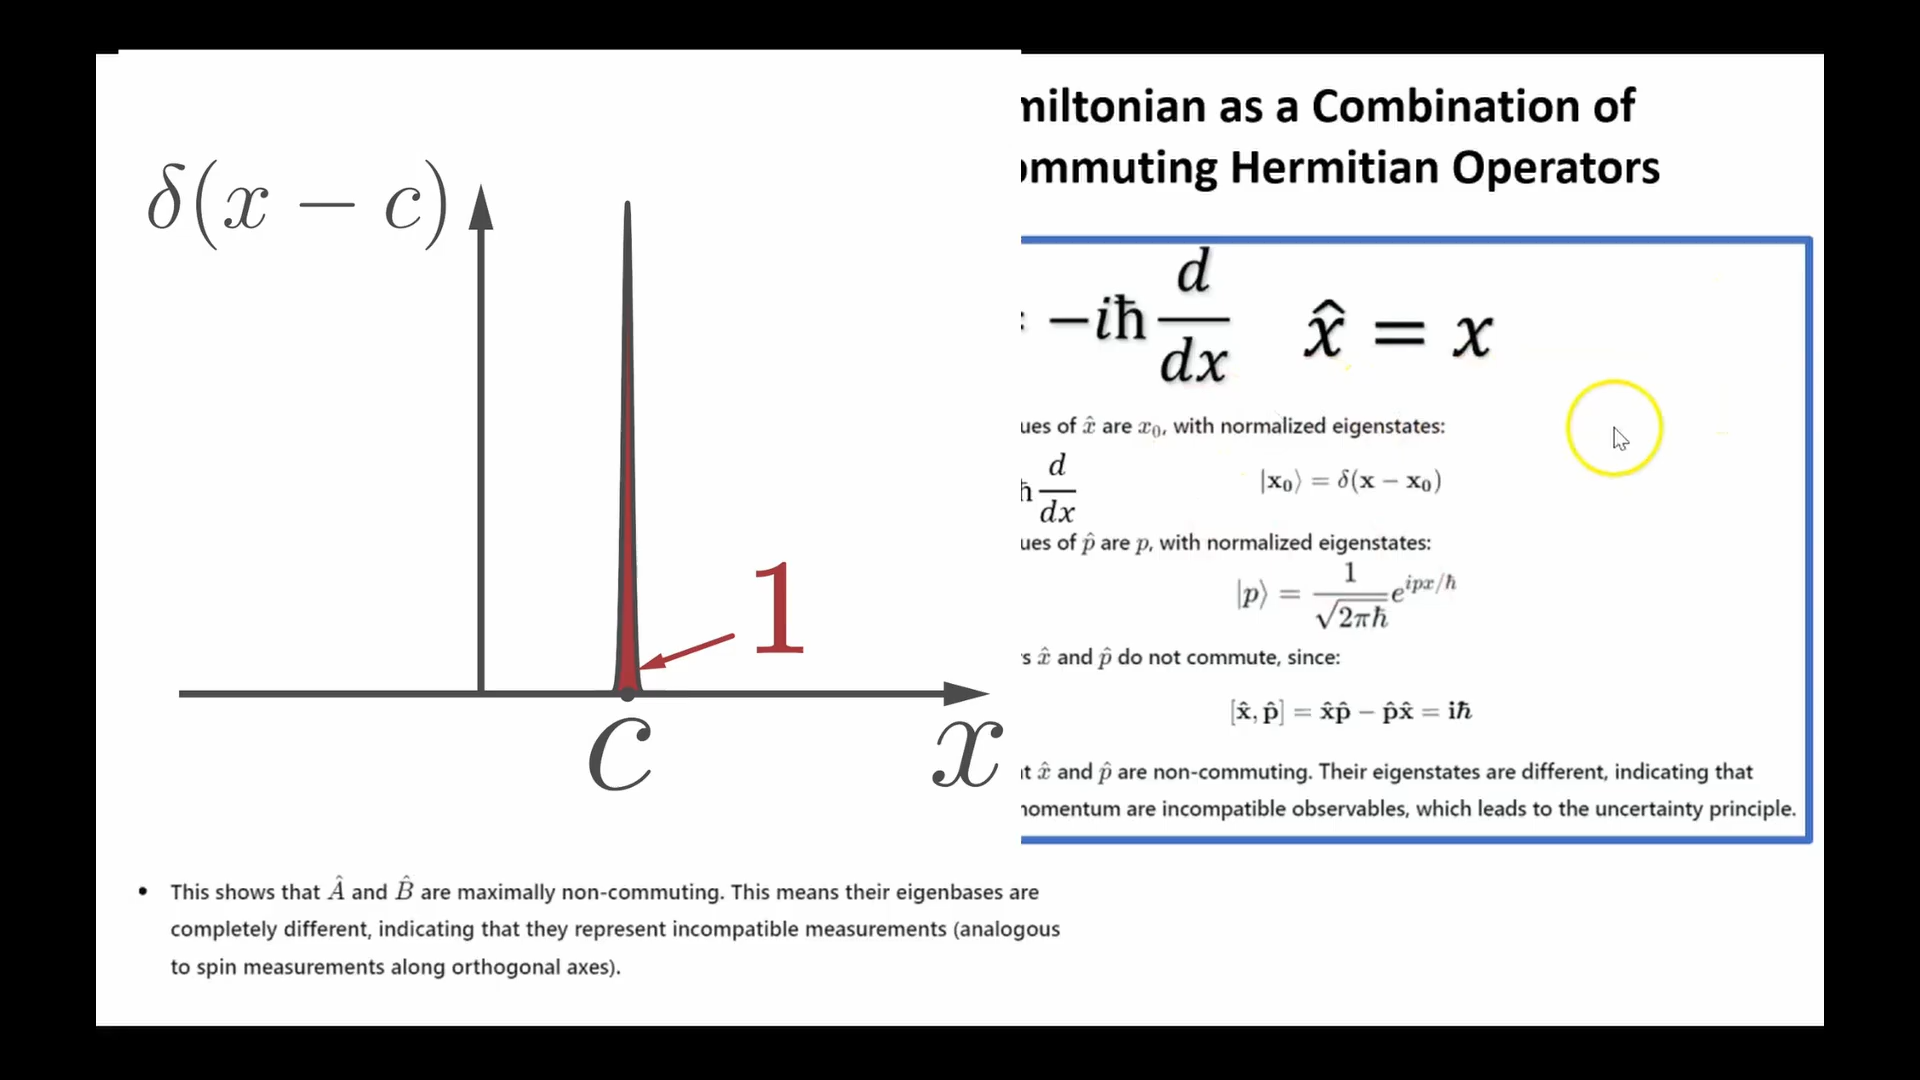 δ(x − c)
1
c
x
miltonian as a Combination of
ommuting Hermitian Operators
−iħ d/dx x̂ = x
ues of x̂ are x₀, with normalized eigenstates:
ħ d/dx
|x₀⟩ = δ(x − x₀)
ues of p̂ are p, with normalized eigenstates:
|p⟩ = 1/√2πħ e^{ipx/ħ}
s x̂ and p̂ do not commute, since:
[x̂, p̂] = x̂p̂ − p̂x̂ = iħ
t x̂ and p̂ are non-commuting. Their eigenstates are different, indicating that
momentum are incompatible observables, which leads to the uncertainty principle.
• This shows that Â and B̂ are maximally non-commuting. This means their eigenbases are
completely different, indicating that they represent incompatible measurements (analogous
to spin measurements along orthogonal axes).